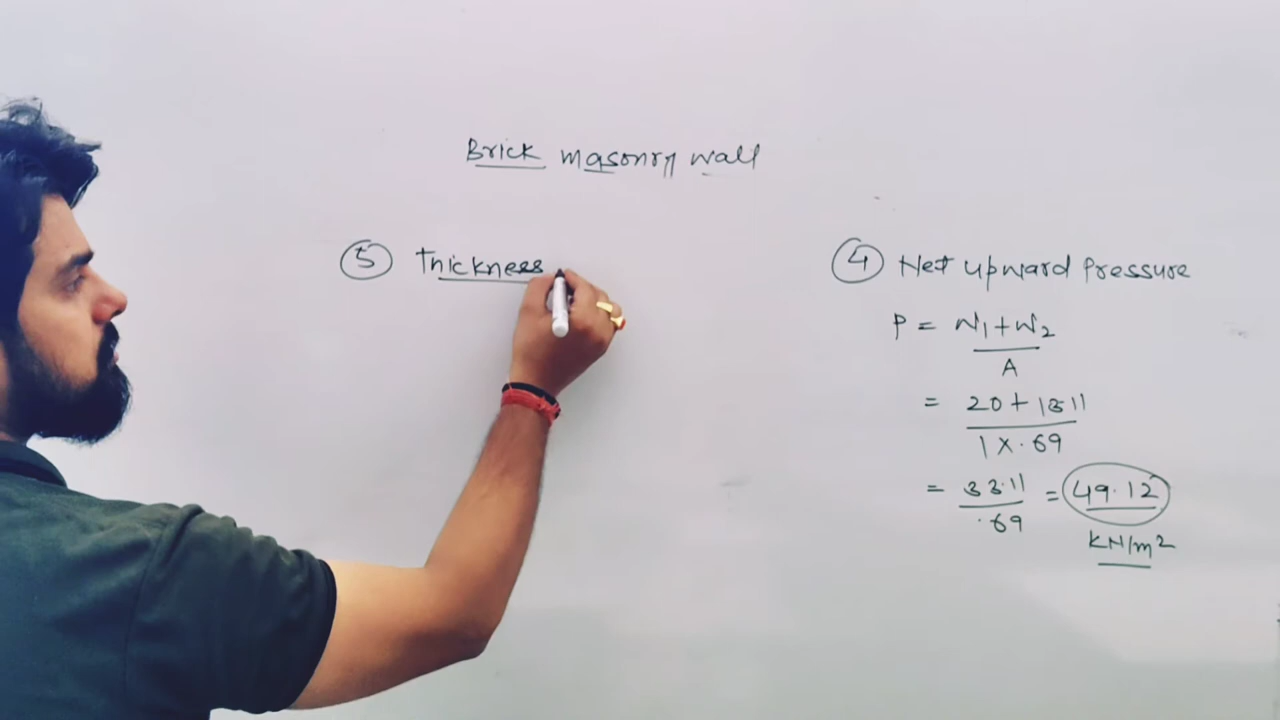 Brick masonry wall
5 Thickness
4 Net upward Pressure
P = W1+W2
A
= 20+13.11
1 x .69
= 33.11 = 49.12
.69
KN/m2